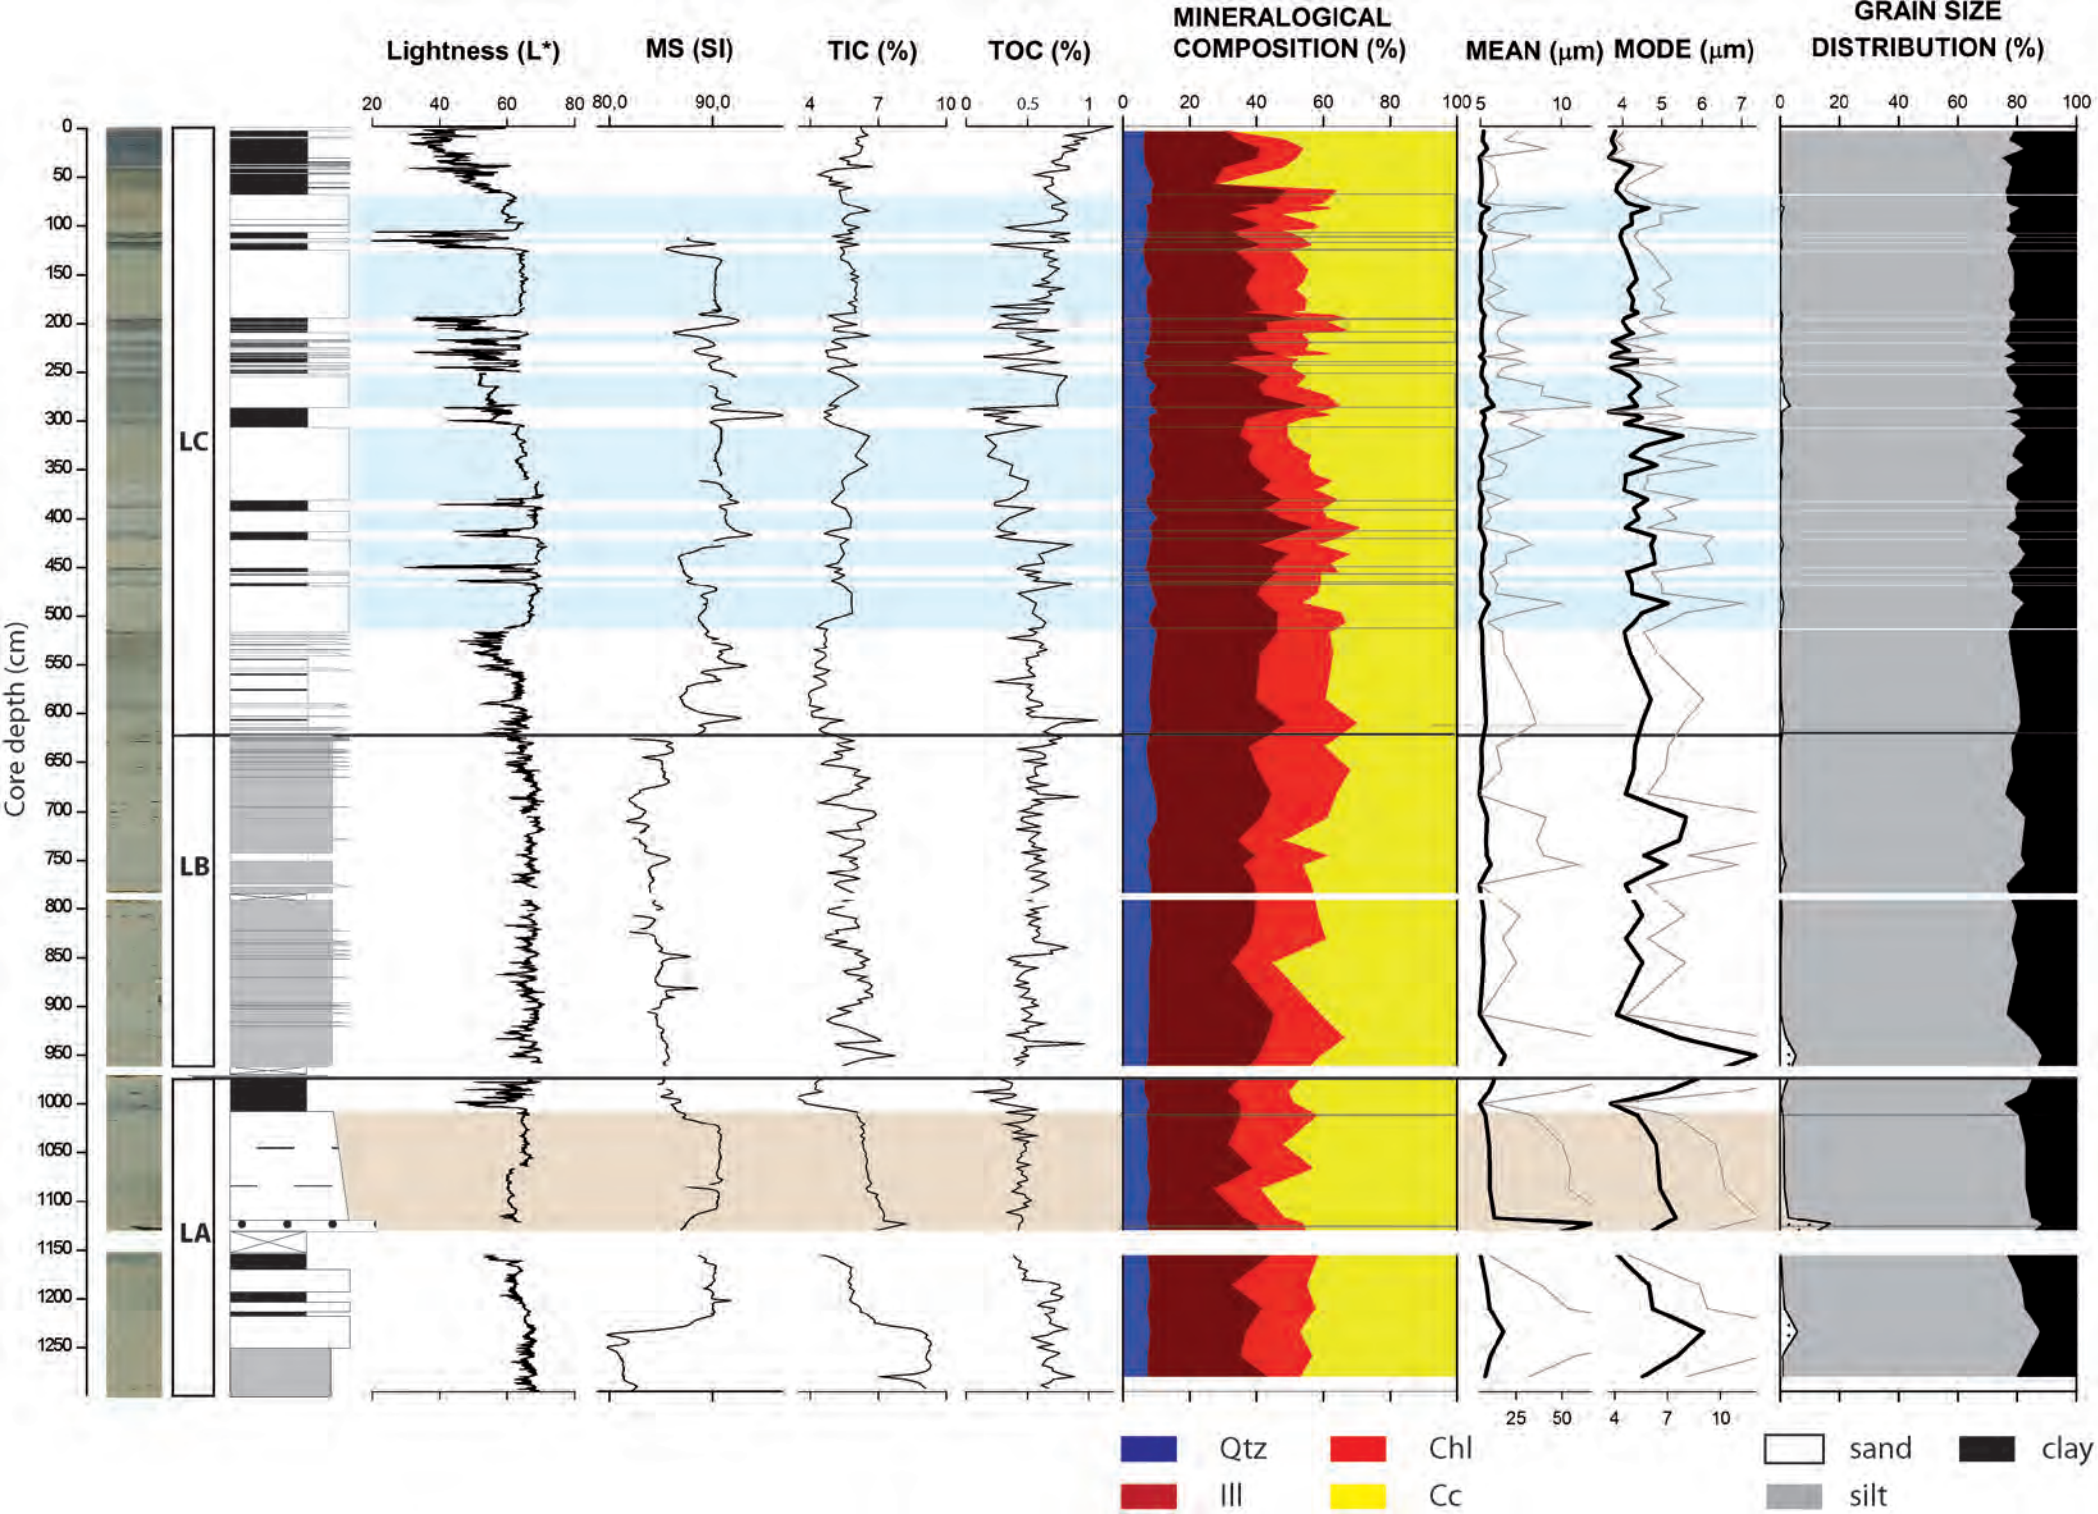 MINERALOGICAL
GRAIN SIZE
Lightness (L*) MS (SI) TIC (%) TOC (%) COMPOSITION (%) MEAN (μm) MODE (μm) DISTRIBUTION (%)
20 40 60 80 80,0 90,0 4 7 10 0 0.5 1 0 20 40 60 80 100 5 10 4 5 6 7 0 20 40 60 80 100
0
50
100
150
200
250
300
350
400
450
500
550
600
650
700
750
800
850
900
950
1000
1050
1100
1150
1200
1250
Core depth (cm)
LC
LB
LA
25 50 4 7 10
Qtz Chl sand clay
Ill Cc silt